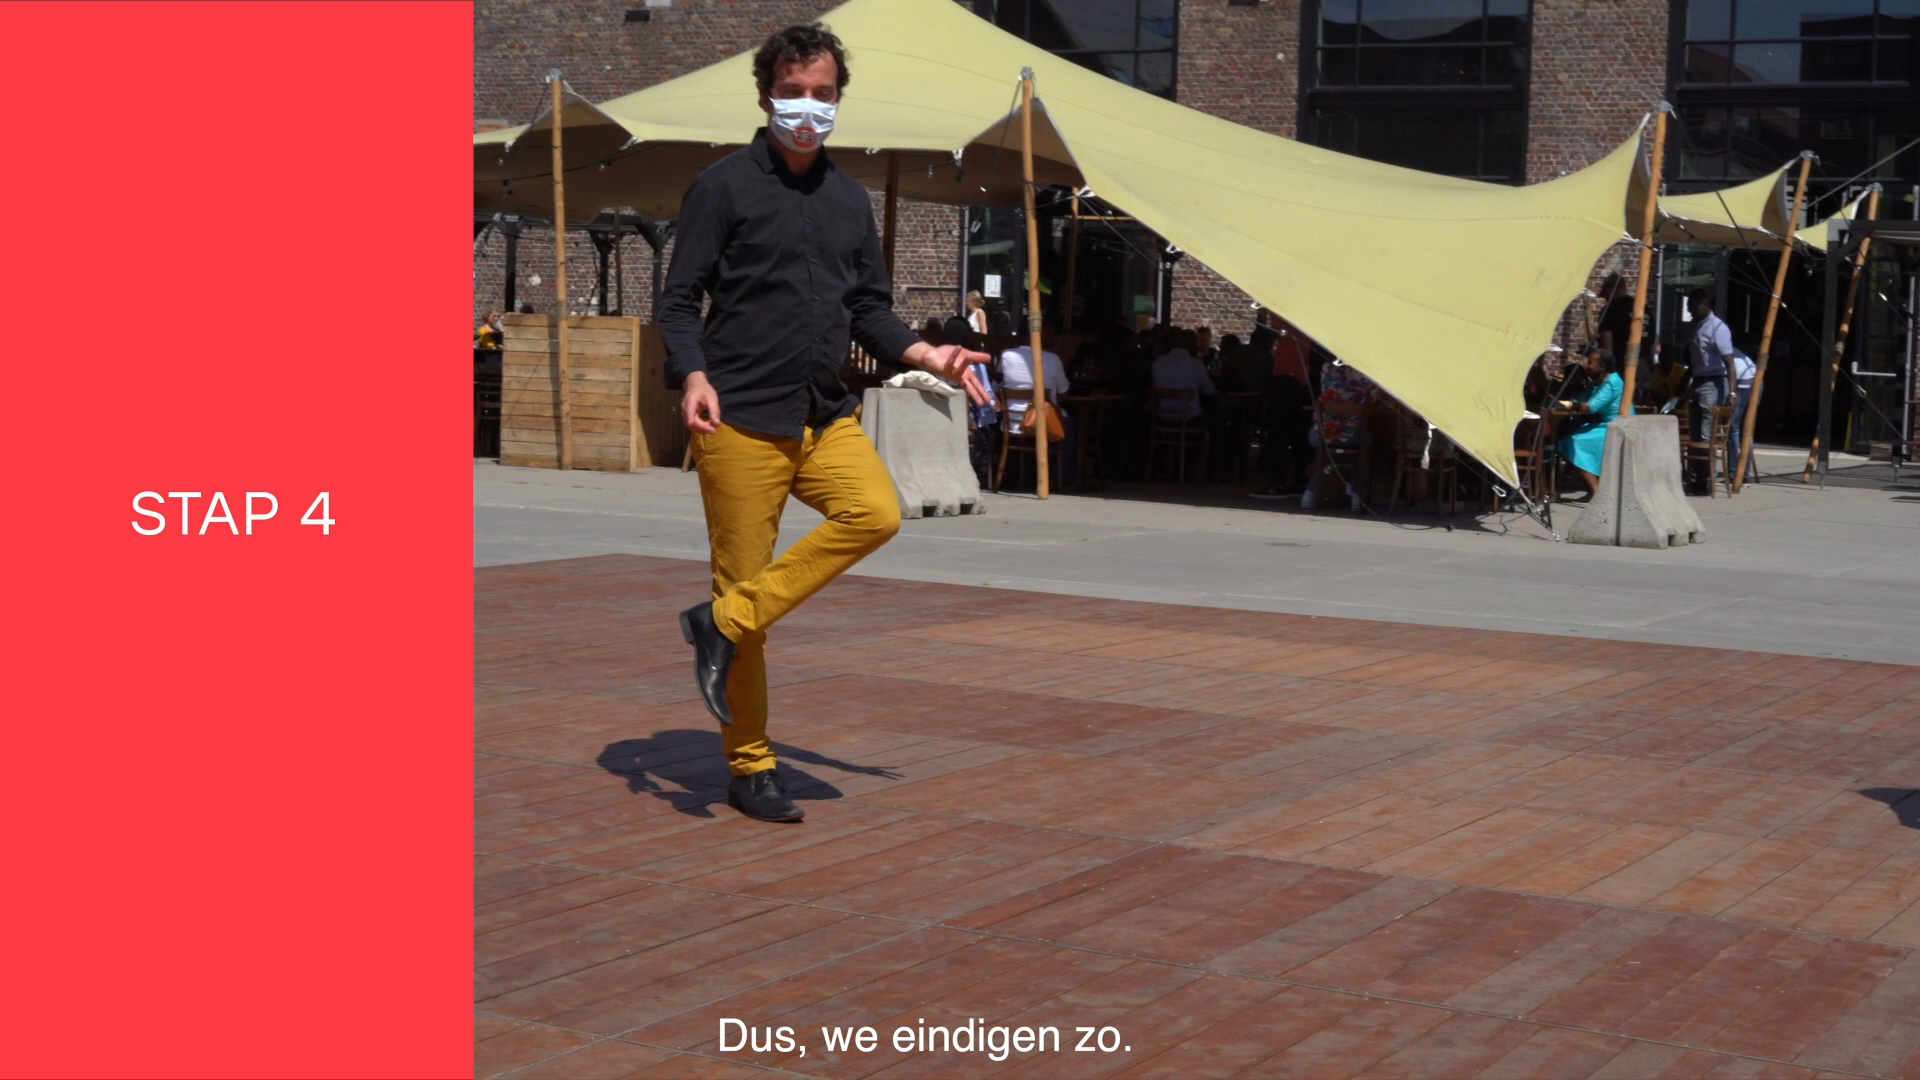 STAP 4
Dus, we eindigen zo.